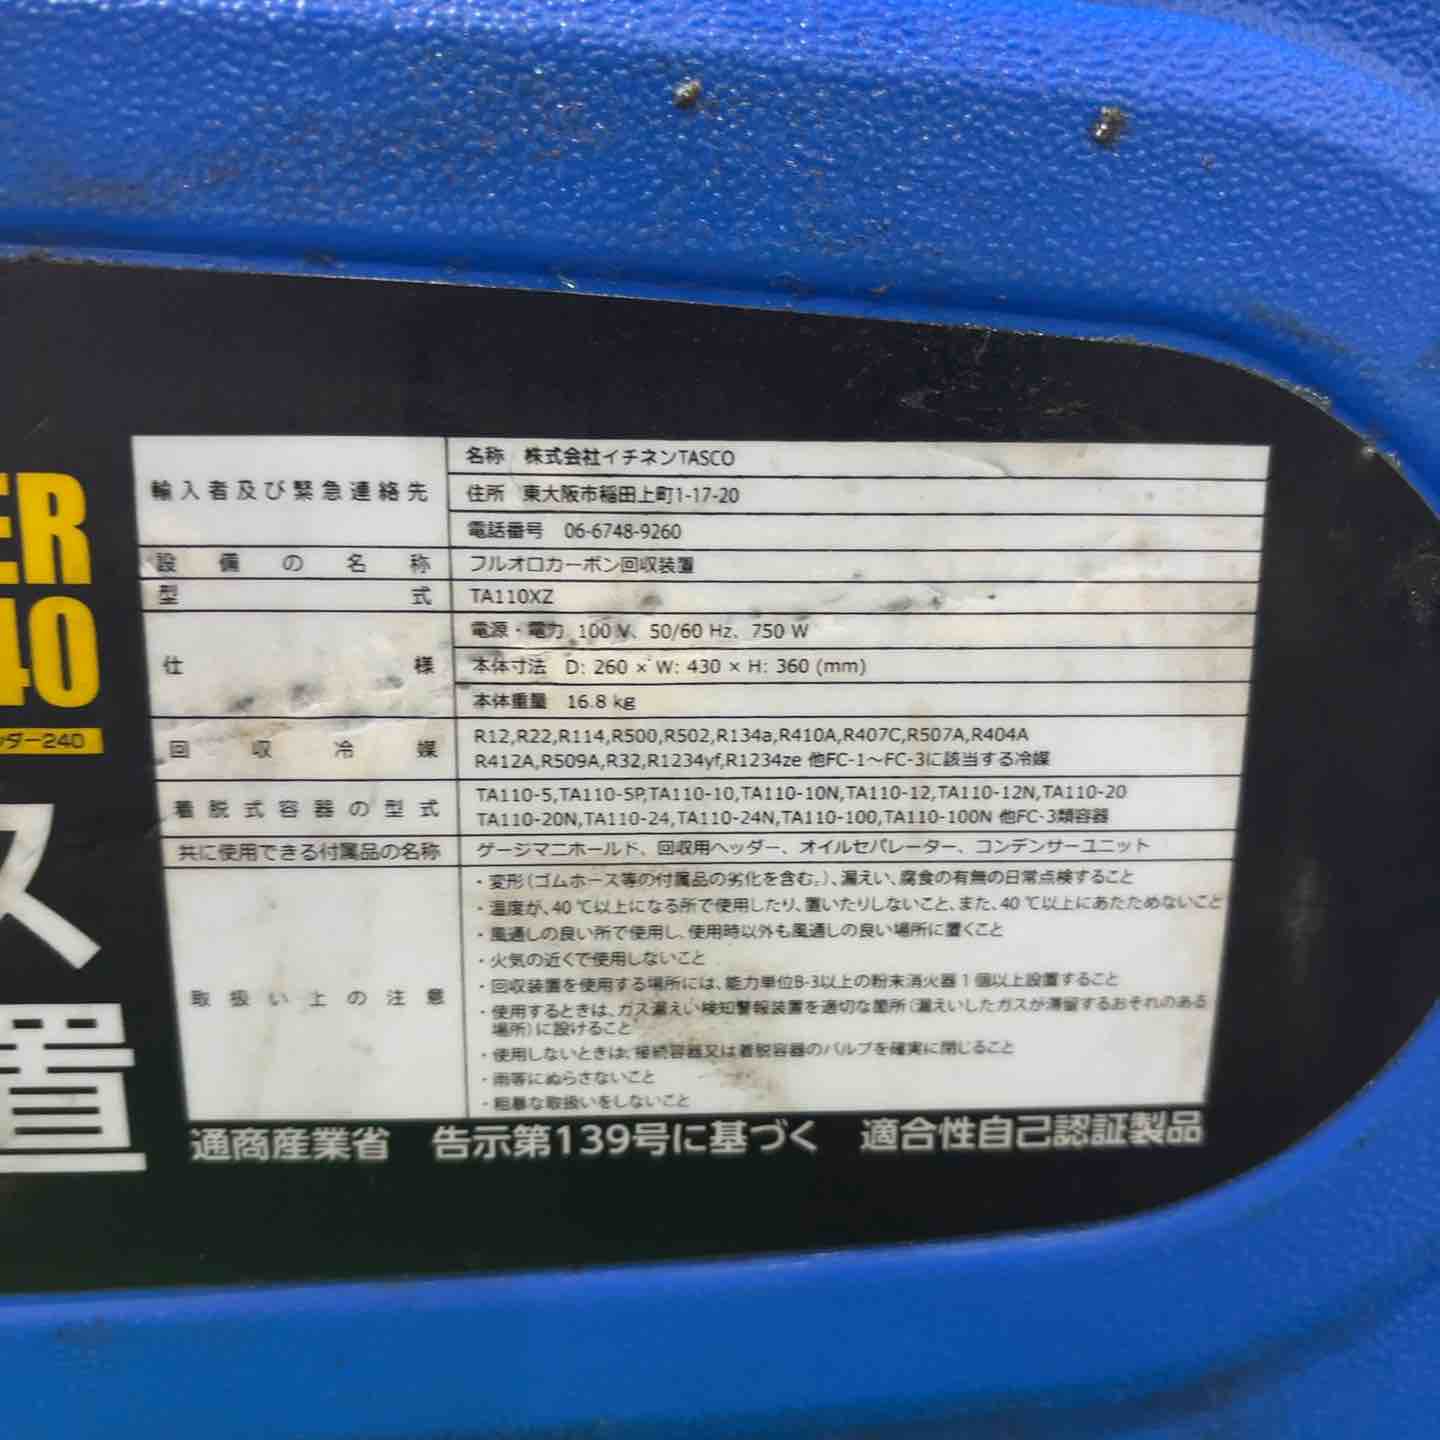 ER
40
ッダー240
ス
置
輸入者及び緊急連絡先
名称 株式会社イチネンTASCO
住所 東大阪市稲田上町1-17-20
電話番号 06-6748-9260
設備の名称 フルオロカーボン回収装置
型式 TA110XZ
仕様
電源・電力 100 V、50/60 Hz、750 W
本体寸法 D: 260 × W: 430 × H: 360 (mm)
本体重量 16.8 kg
回収冷媒
R12,R22,R114,R500,R502,R134a,R410A,R407C,R507A,R404A
R412A,R509A,R32,R1234yf,R1234ze 他FC-1～FC-3に該当する冷媒
着脱式容器の型式
TA110-5,TA110-5P,TA110-10,TA110-10N,TA110-12,TA110-12N,TA110-20
TA110-20N,TA110-24,TA110-24N,TA110-100,TA110-100N 他FC-3類容器
共に使用できる付属品の名称 ゲージマニホールド、回収用ヘッダー、オイルセパレーター、コンデンサーユニット
取扱い上の注意
・変形(ゴムホース等の付属品の劣化を含む。)、漏えい、腐食の有無の日常点検すること
・温度が、40 ℃以上になる所で使用したり、置いたりしないこと、また、40 ℃以上にあたためないこと
・風通しの良い所で使用し、使用時以外も風通しの良い場所に置くこと
・火気の近くで使用しないこと
・回収装置を使用する場所には、能力単位B-3以上の粉末消火器1個以上設置すること
・使用するときは、ガス漏えい検知警報装置を適切な箇所(漏えいしたガスが滞留するおそれのある
場所)に設けること
・使用しないときは、接続容器又は着脱容器のバルブを確実に閉じること
・雨等にぬらさないこと
・粗暴な取扱いをしないこと
通商産業省 告示第139号に基づく 適合性自己認証製品